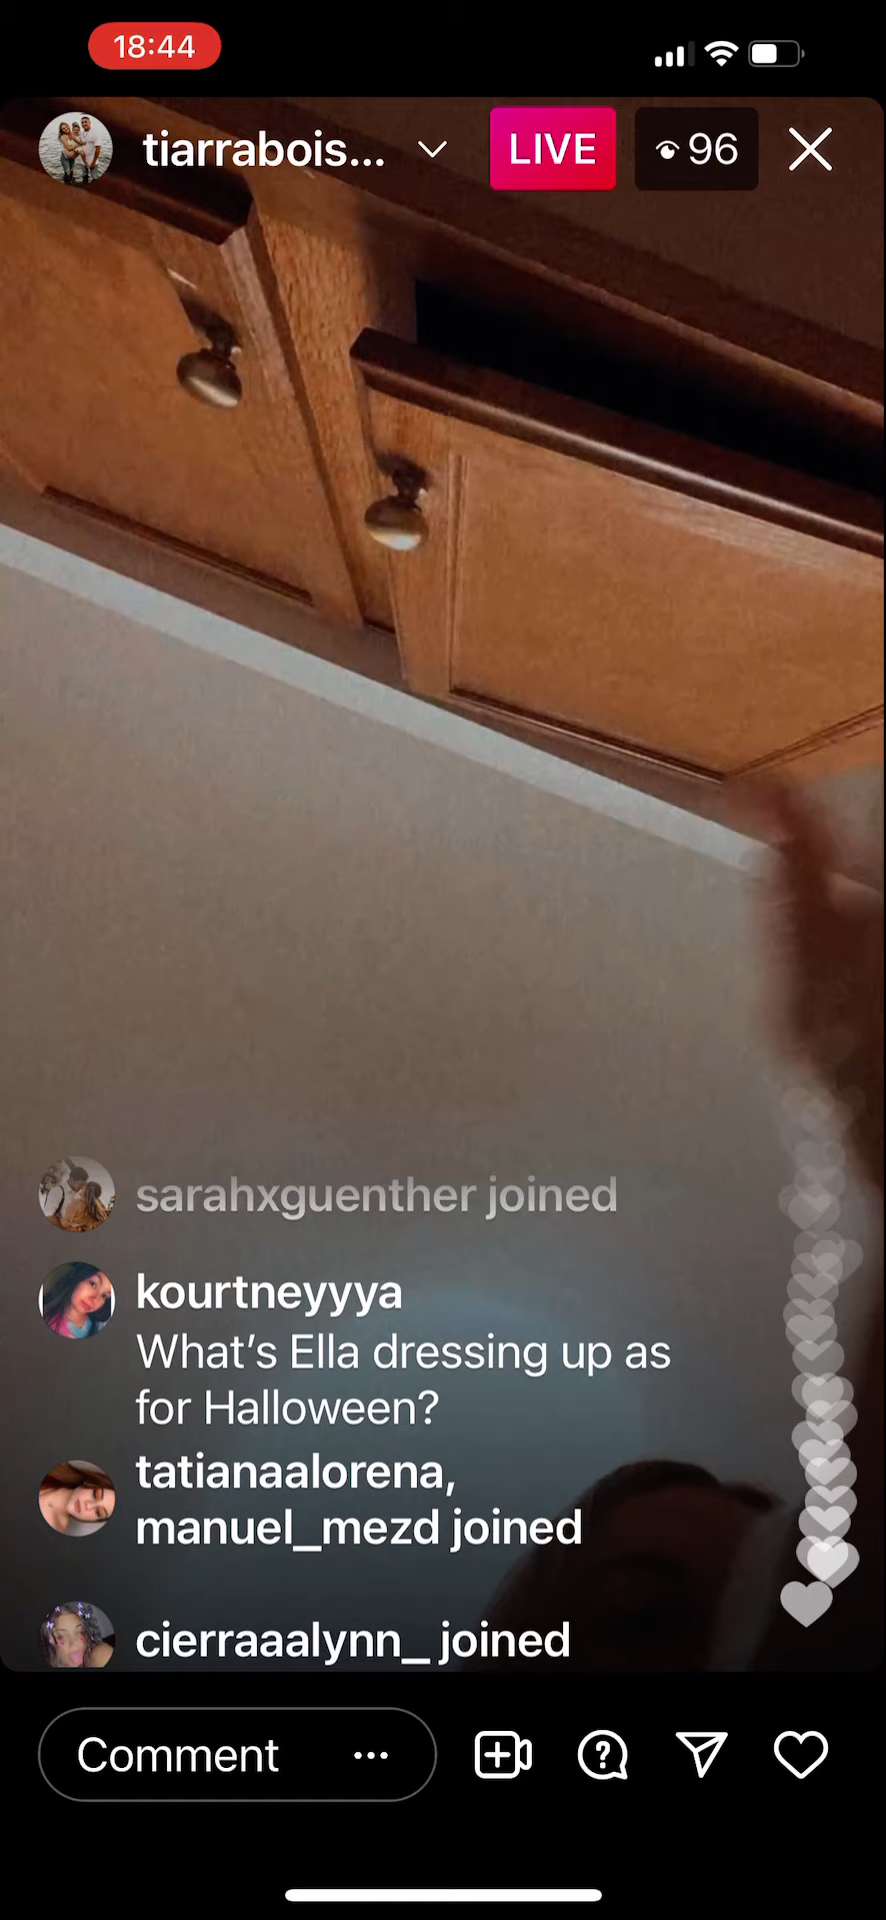 18:44
tiarrabois...
LIVE
96
sarahxguenther joined
kourtneyyya
What’s Ella dressing up as
for Halloween?
tatianaalorena,
manuel_mezd joined
cierraaalynn_ joined
Comment